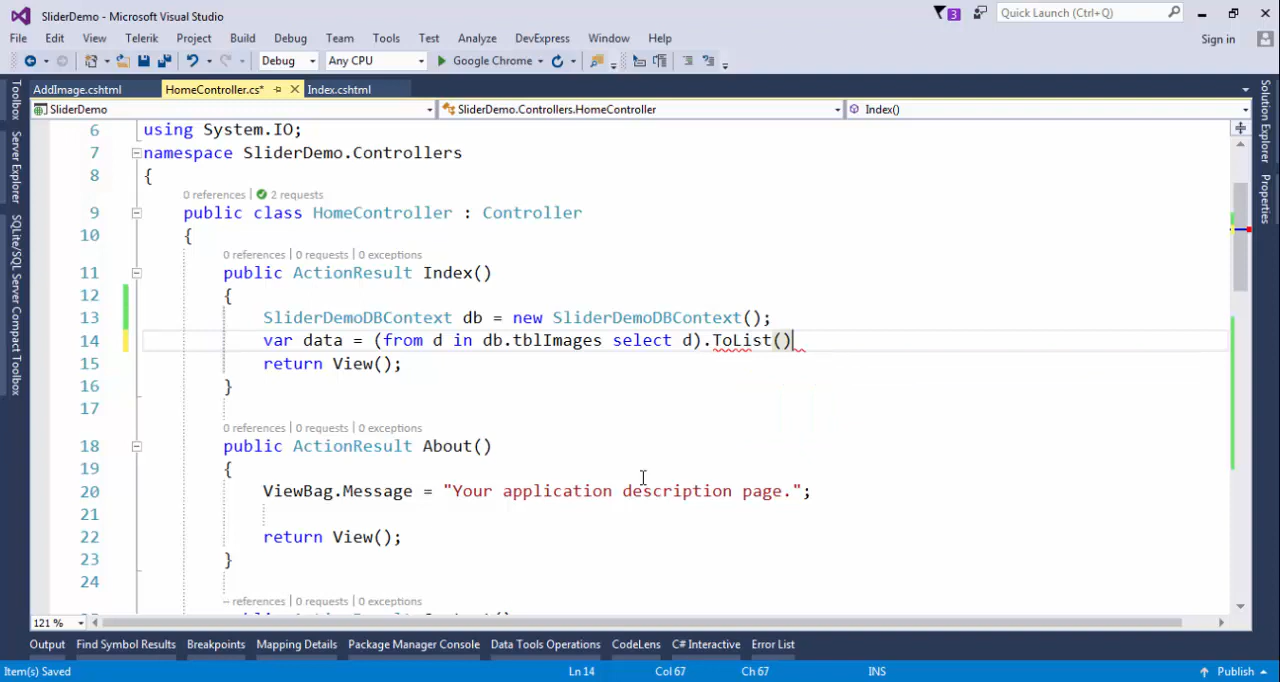 SliderDemo - Microsoft Visual Studio
3
Quick Launch (Ctrl+Q)
File Edit View Telerik Project Build Debug Team Tools Test Analyze DevExpress Window Help
Sign in
Debug Any CPU Google Chrome
AddImage.cshtml HomeController.cs* Index.cshtml
SliderDemo SliderDemo.Controllers.HomeController Index()
Toolbox
Server Explorer
SQLite/SQL Server Compact Toolbox
Solution Explorer
Properties
6 using System.IO;
7 namespace SliderDemo.Controllers
8 {
0 references | 2 requests
9 public class HomeController : Controller
10 {
0 references | 0 requests | 0 exceptions
11 public ActionResult Index()
12 {
13 SliderDemoDBContext db = new SliderDemoDBContext();
14 var data = (from d in db.tblImages select d).ToList()
15 return View();
16 }
17
0 references | 0 requests | 0 exceptions
18 public ActionResult About()
19 {
20 ViewBag.Message = "Your application description page.";
21
22 return View();
23 }
24
-- references | 0 requests | 0 exceptions
121 %
Output Find Symbol Results Breakpoints Mapping Details Package Manager Console Data Tools Operations CodeLens C# Interactive Error List
Item(s) Saved Ln 14 Col 67 Ch 67 INS Publish